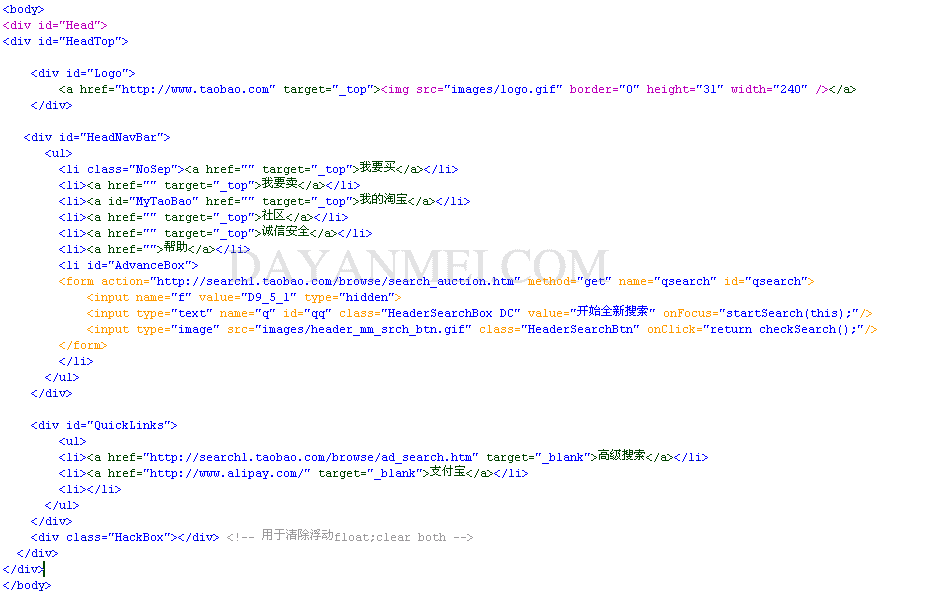 <body>
<div id="Head">
<div id="HeadTop">
<div id="Logo">
<a href="http://www.taobao.com" target="_top"><img src="images/logo.gif" border="0" height="31" width="240" /></a>
</div>
<div id="HeadNavBar">
<ul>
<li class="NoSep"><a href="" target="_top">我要买</a></li>
<li><a href="" target="_top">我要卖</a></li>
<li><a id="MyTaoBao" href="" target="_top">我的淘宝</a></li>
<li><a href="" target="_top">社区</a></li>
<li><a href="" target="_top">诚信安全</a></li>
<li><a href="">帮助</a></li>
<li id="AdvanceBox">
DAYANMEI.COM
<form action="http://search1.taobao.com/browse/search_auction.htm" method="get" name="qsearch" id="qsearch">
<input name="f" value="D9_5_1" type="hidden">
<input type="text" name="q" id="qq" class="HeaderSearchBox DC" value="开始全新搜索" onFocus="startSearch(this);"/>
<input type="image" src="images/header_mm_srch_btn.gif" class="HeaderSearchBtn" onClick="return checkSearch();"/>
</form>
</li>
</ul>
</div>
<div id="QuickLinks">
<ul>
<li><a href="http://search1.taobao.com/browse/ad_search.htm" target="_blank">高级搜索</a></li>
<li><a href="http://www.alipay.com/" target="_blank">支付宝</a></li>
<li></li>
</ul>
</div>
<div class="HackBox"></div> <!-- 用于清除浮动float;clear both -->
</div>
</div>
</body>